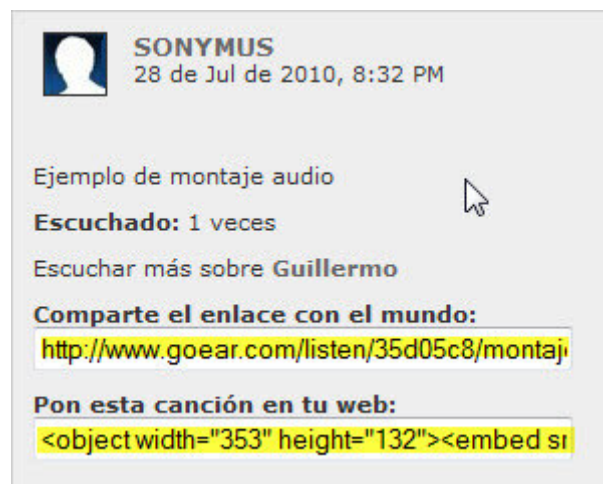 SONYMUS
28 de Jul de 2010, 8:32 PM
Ejemplo de montaje audio
Escuchado: 1 veces
Escuchar más sobre Guillermo
Comparte el enlace con el mundo:
http://www.goear.com/listen/35d05c8/montaj
Pon esta canción en tu web:
<object width="353" height="132"><embed sr